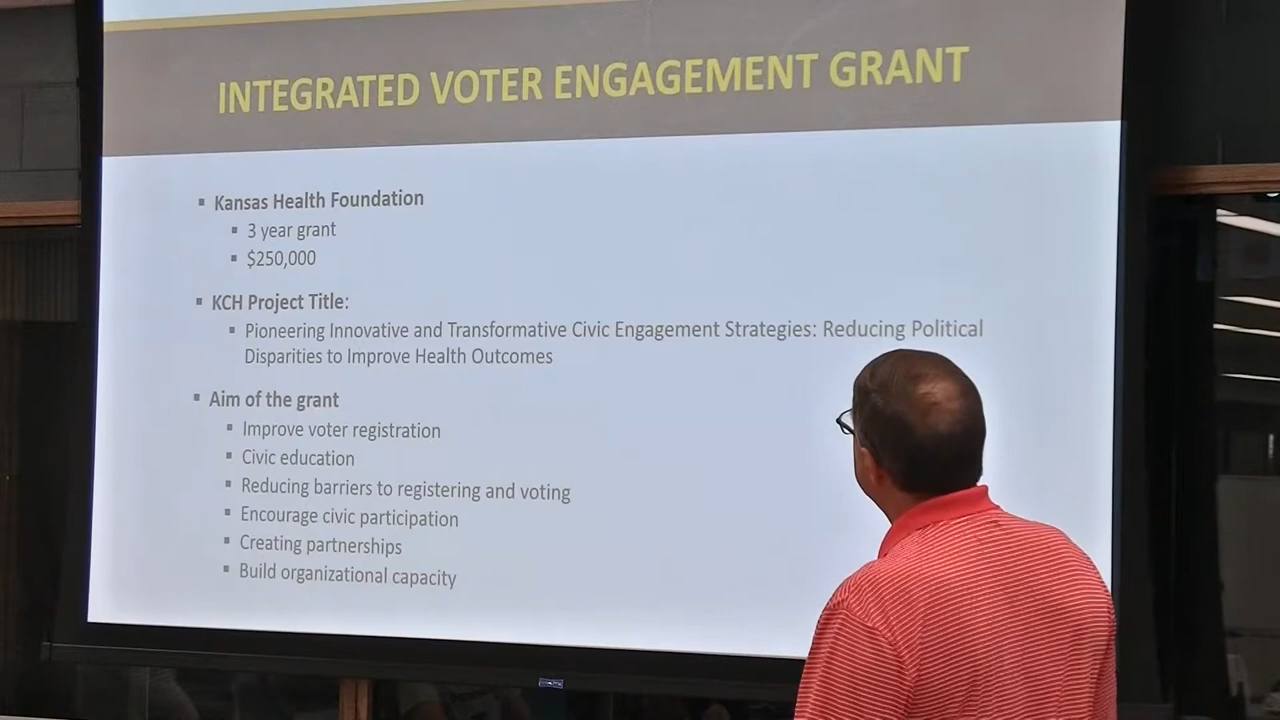 INTEGRATED VOTER ENGAGEMENT GRANT
▪ Kansas Health Foundation
▪ 3 year grant
▪ $250,000
▪ KCH Project Title:
▪ Pioneering Innovative and Transformative Civic Engagement Strategies: Reducing Political
Disparities to Improve Health Outcomes
▪ Aim of the grant
▪ Improve voter registration
▪ Civic education
▪ Reducing barriers to registering and voting
▪ Encourage civic participation
▪ Creating partnerships
▪ Build organizational capacity